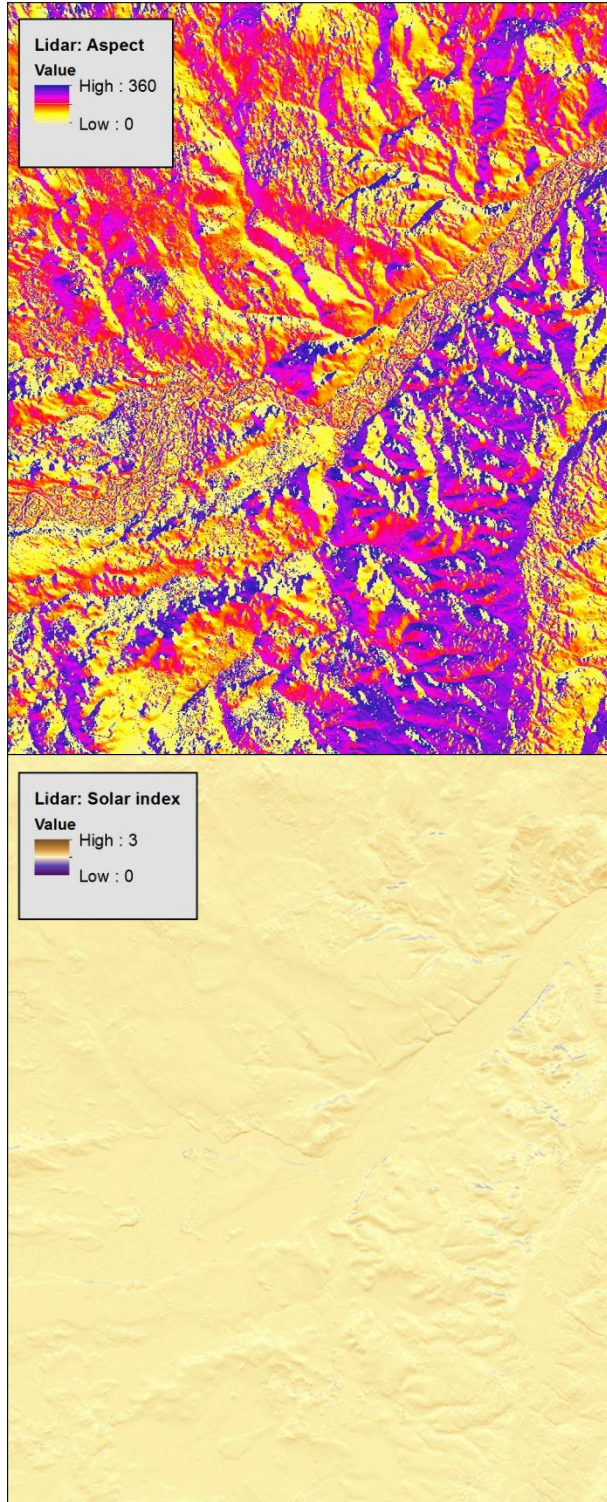 Lidar: Aspect
Value
High : 360
Low : 0
Lidar: Solar index
Value
High : 3
Low : 0